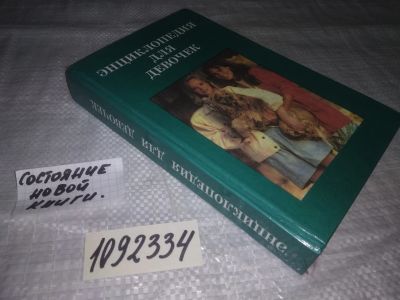 ЭНЦИКЛОПЕДИЯ
ДЛЯ
ДЕВОЧЕК
ЭНЦИКЛОПЕДИЯ ДЛЯ ДЕВОЧЕК
СОСТОЯНИЕ
НОВОЙ
КНИГИ.
1092334